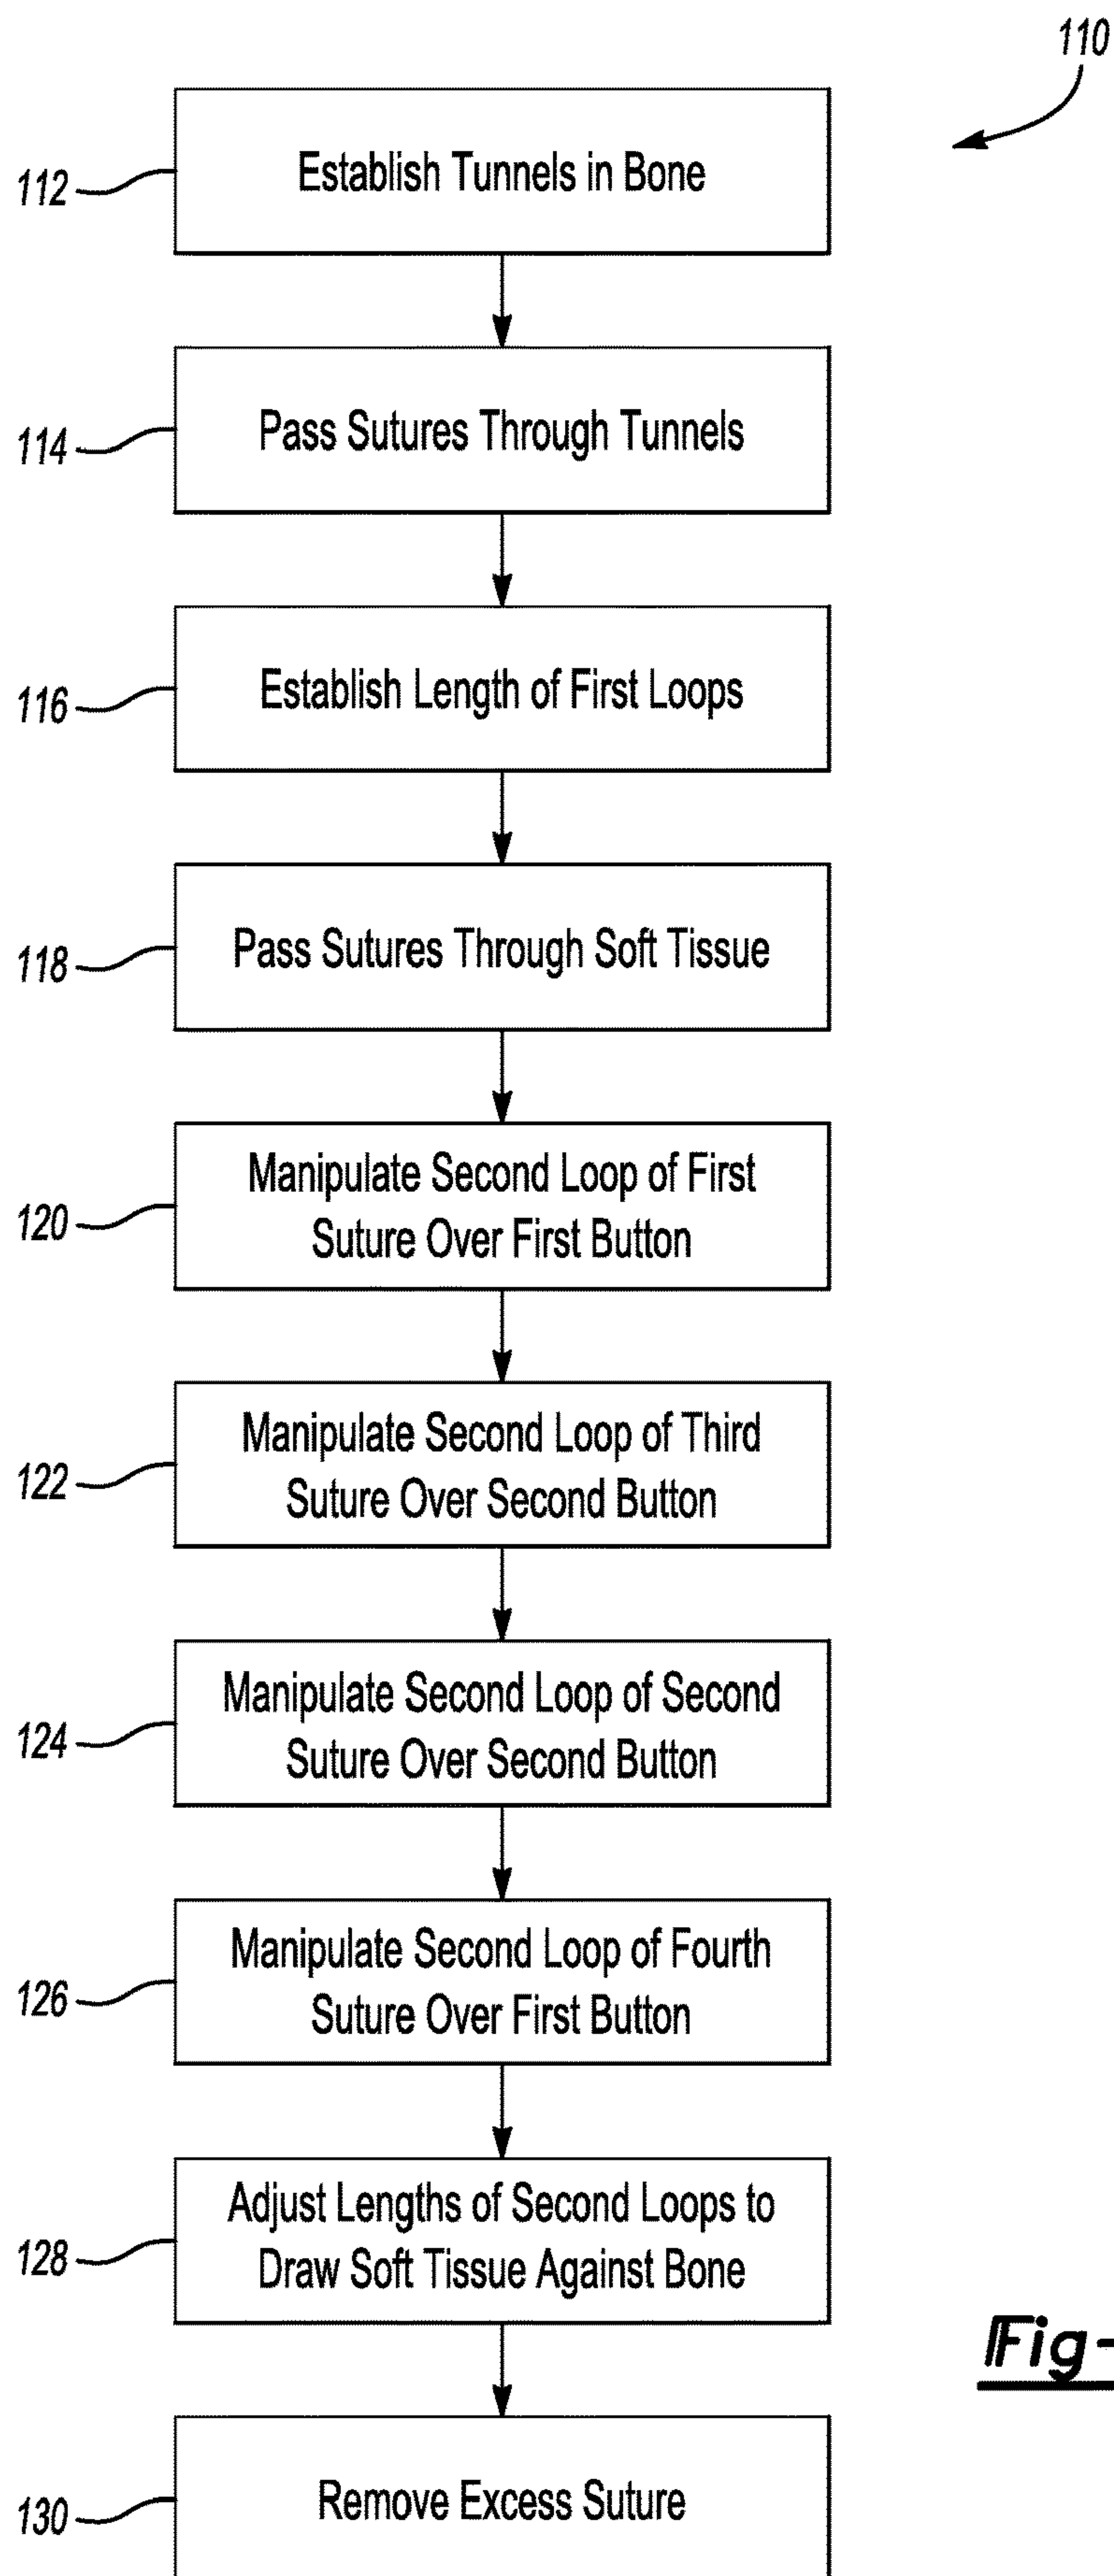 110
112
Establish Tunnels in Bone
114
Pass Sutures Through Tunnels
116
Establish Length of First Loops
118
Pass Sutures Through Soft Tissue
120
Manipulate Second Loop of First
Suture Over First Button
122
Manipulate Second Loop of Third
Suture Over Second Button
124
Manipulate Second Loop of Second
Suture Over Second Button
126
Manipulate Second Loop of Fourth
Suture Over First Button
128
Adjust Lengths of Second Loops to
Draw Soft Tissue Against Bone
Fig-
130
Remove Excess Suture